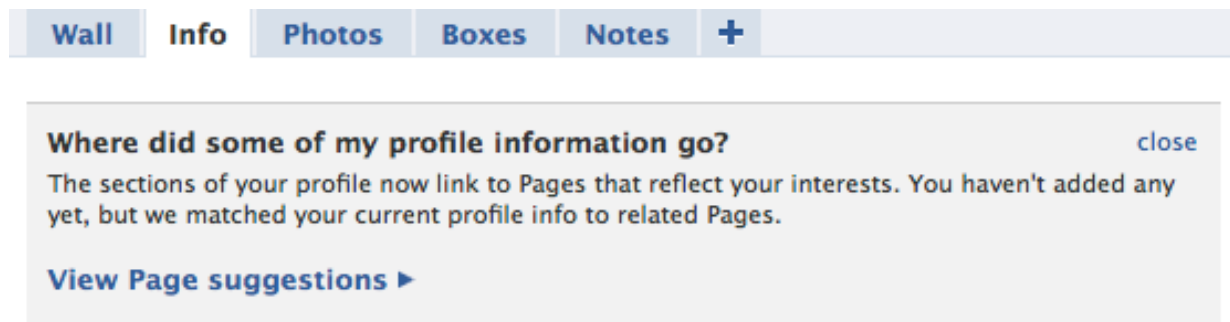 Wall Info Photos Boxes Notes +
Where did some of my profile information go? close
The sections of your profile now link to Pages that reflect your interests. You haven't added any
yet, but we matched your current profile info to related Pages.
View Page suggestions ▶